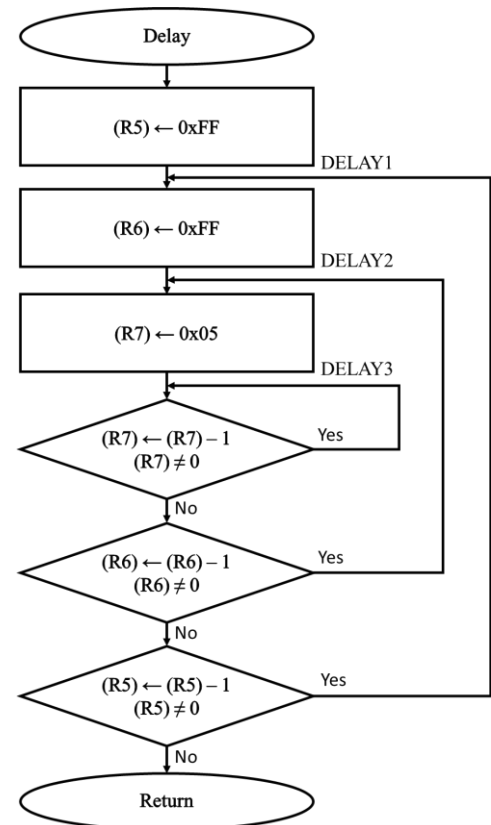 Delay
(R5) ← 0xFF
DELAY1
(R6) ← 0xFF
DELAY2
(R7) ← 0x05
DELAY3
(R7) ← (R7) – 1
(R7) ≠ 0
Yes
No
(R6) ← (R6) – 1
(R6) ≠ 0
Yes
No
(R5) ← (R5) – 1
(R5) ≠ 0
Yes
No
Return